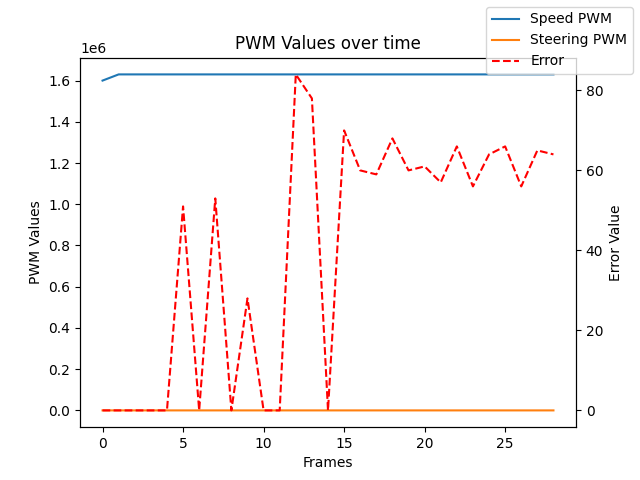 PWM Values over time
Speed PWM
Steering PWM
Error
1e6
1.6
1.4
1.2
1.0
0.8
0.6
0.4
0.2
0.0
PWM Values
80
60
40
20
0
Error Value
0 5 10 15 20 25
Frames